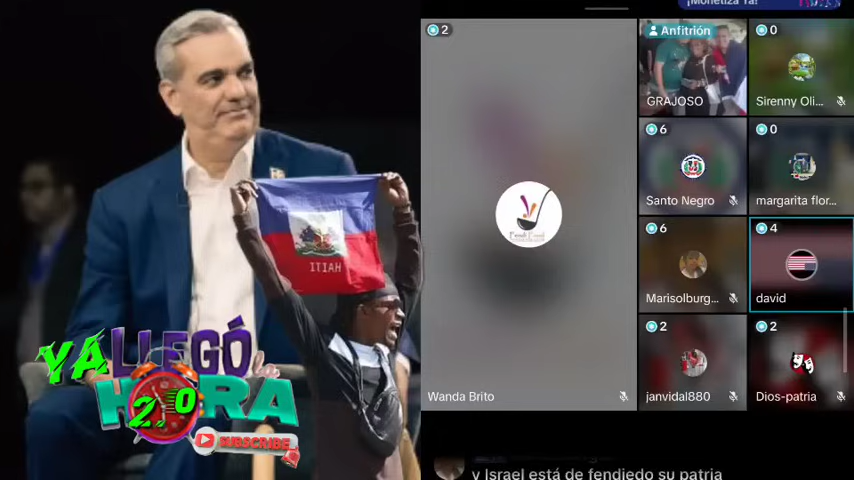 ITIAH
YA LLEGÓ LA
HORA
2.0
SUBSCRIBE
¡Monetiza Ya!
2
Wanda Brito
Anfitrión
GRAJOSO
0
Sirenny Oli...
6
Santo Negro
0
margarita flor...
6
Marisolburg...
4
david
2
janvidal880
2
Dios-patria
y Israel está de fendiedo su patria